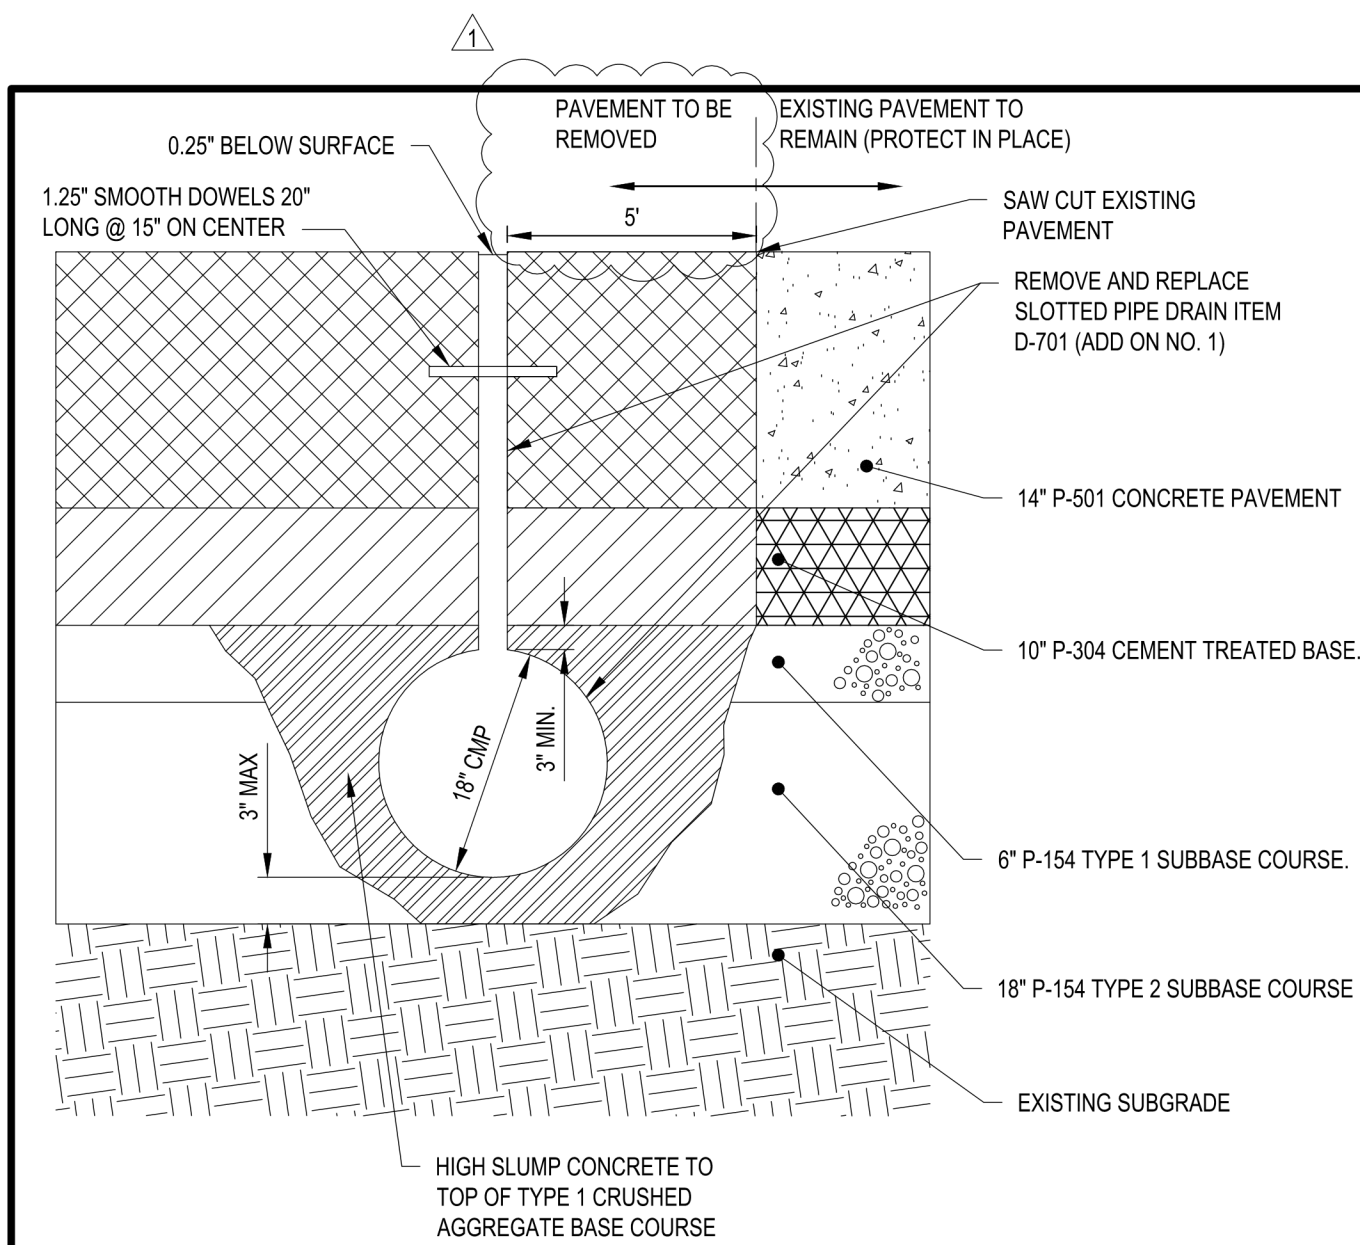 1
PAVEMENT TO BE
REMOVED
EXISTING PAVEMENT TO
REMAIN (PROTECT IN PLACE)
0.25" BELOW SURFACE
1.25" SMOOTH DOWELS 20"
LONG @ 15" ON CENTER
5'
SAW CUT EXISTING
PAVEMENT
REMOVE AND REPLACE
SLOTTED PIPE DRAIN ITEM
D-701 (ADD ON NO. 1)
14" P-501 CONCRETE PAVEMENT
10" P-304 CEMENT TREATED BASE.
18" CMP
3" MIN.
3" MAX
6" P-154 TYPE 1 SUBBASE COURSE.
18" P-154 TYPE 2 SUBBASE COURSE
EXISTING SUBGRADE
HIGH SLUMP CONCRETE TO
TOP OF TYPE 1 CRUSHED
AGGREGATE BASE COURSE